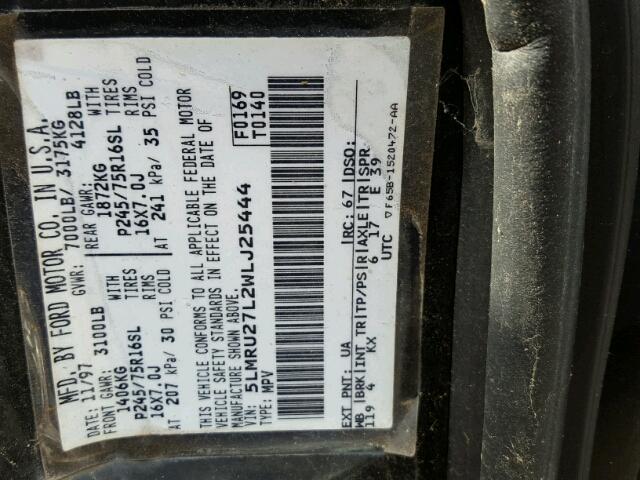 MFD. BY FORD MOTOR CO. IN U.S.A.
DATE: 11/97 GVWR: 7000LB/ 3175KG
FRONT GAWR: 3100LB REAR GAWR: 4128LB
1406KG WITH 1872KG WITH
P245/75R16SL TIRES P245/75R16SL TIRES
16X7.0J RIMS 16X7.0J RIMS
AT 207 kPa/ 30 PSI COLD AT 241 kPa/ 35 PSI COLD
THIS VEHICLE CONFORMS TO ALL APPLICABLE FEDERAL MOTOR
VEHICLE SAFETY STANDARDS IN EFFECT ON THE DATE OF
MANUFACTURE SHOWN ABOVE.
VIN: 5LMRU27L2WLJ25444
TYPE: MPV
F0169
T0140
EXT PNT: UA RC: 67 DSO:
WB BRK INT TR TP/PS R AXLE TR SPR
119 4 KX 6 17 E 39
UTC ▽F65B-1520472-AA